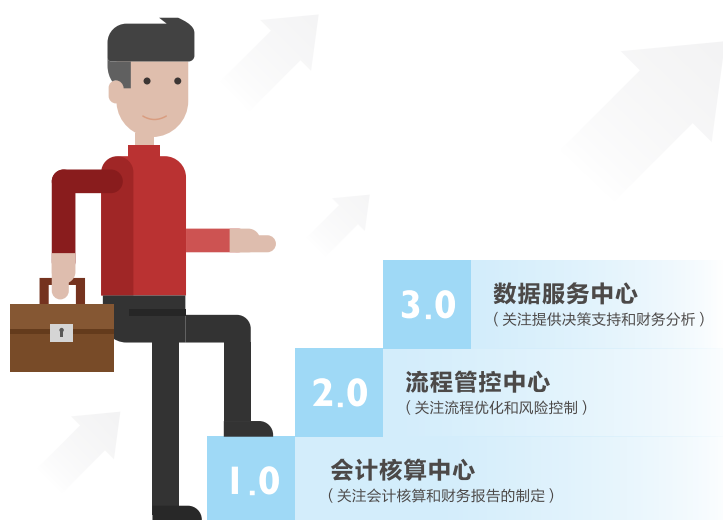 3.0
数据服务中心
（关注提供决策支持和财务分析）
2.0
流程管控中心
（关注流程优化和风险控制）
1.0
会计核算中心
（关注会计核算和财务报告的制定）